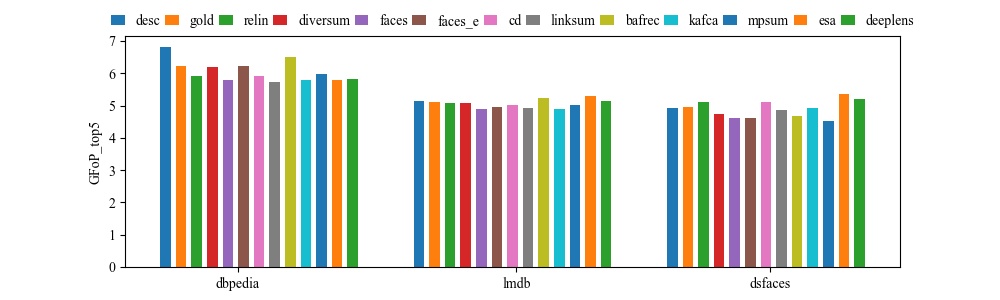 desc gold relin diversum faces faces_e cd linksum bafrec kafca mpsum esa deeplens
GFoP_top5
7
6
5
4
3
2
1
0
dbpedia lmdb dsfaces